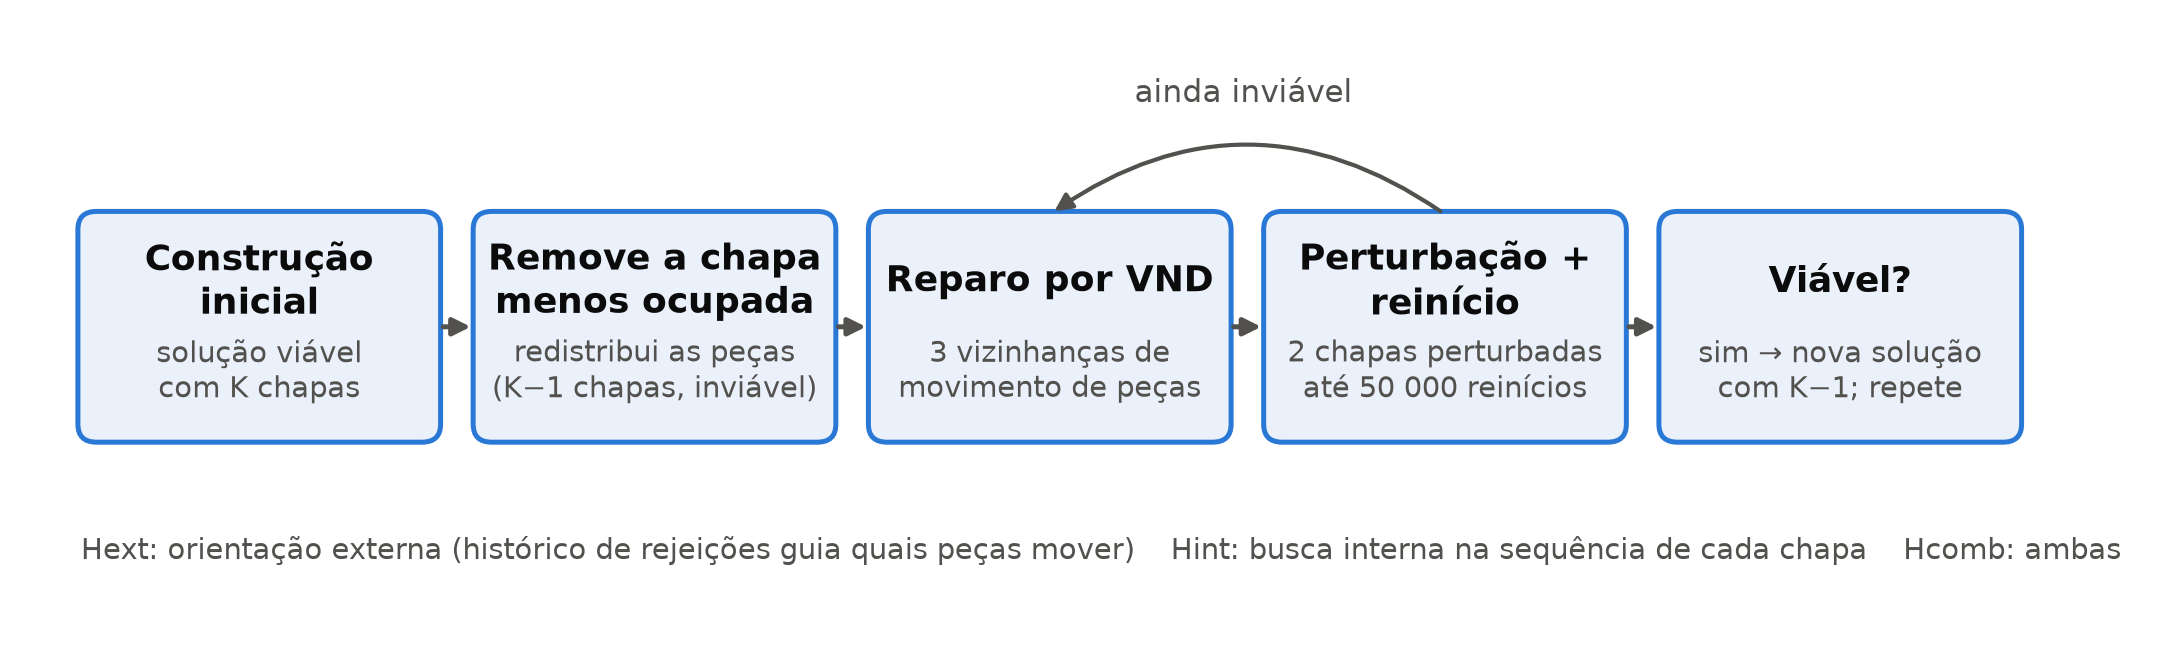 ainda inviável
Construção
inicial
solução viável
com K chapas
Remove a chapa
menos ocupada
redistribui as peças
(K−1 chapas, inviável)
Reparo por VND
3 vizinhanças de
movimento de peças
Perturbação +
reinício
2 chapas perturbadas
até 50 000 reinícios
Viável?
sim → nova solução
com K−1; repete
Hext: orientação externa (histórico de rejeições guia quais peças mover)    Hint: busca interna na sequência de cada chapa    Hcomb: ambas